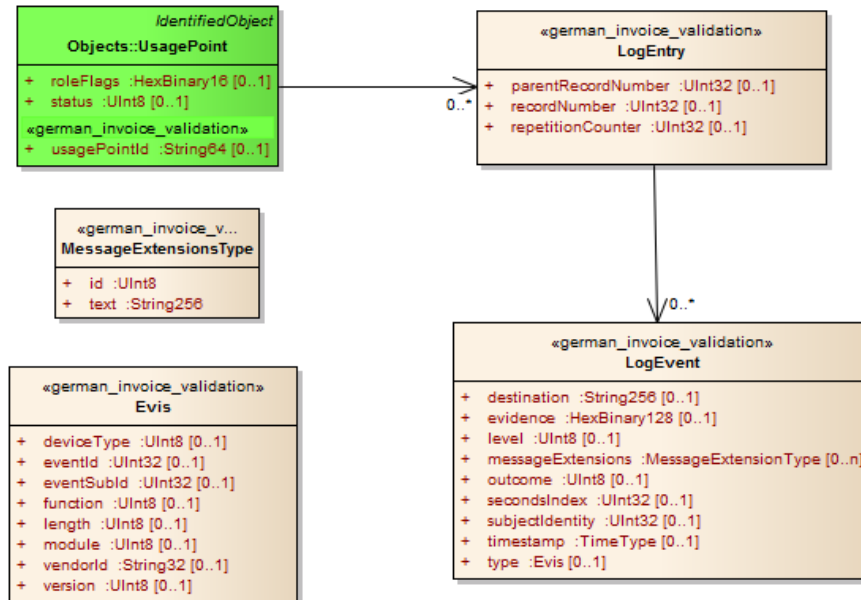 IdentifiedObject
Objects::UsagePoint
+ roleFlags :HexBinary16 [0..1]
+ status :UInt8 [0..1]
«german_invoice_validation»
+ usagePointId :String64 [0..1]
0..*
«german_invoice_validation»
LogEntry
+ parentRecordNumber :UInt32 [0..1]
+ recordNumber :UInt32 [0..1]
+ repetitionCounter :UInt32 [0..1]
«german_invoice_v...
MessageExtensionsType
+ id :UInt8
+ text :String256
0..*
«german_invoice_validation»
LogEvent
+ destination :String256 [0..1]
+ evidence :HexBinary128 [0..1]
+ level :UInt8 [0..1]
+ messageExtensions :MessageExtensionType [0..n]
+ outcome :UInt8 [0..1]
+ secondsIndex :UInt32 [0..1]
+ subjectIdentity :UInt32 [0..1]
+ timestamp :TimeType [0..1]
+ type :Evis [0..1]
«german_invoice_validation»
Evis
+ deviceType :UInt8 [0..1]
+ eventId :UInt32 [0..1]
+ eventSubId :UInt32 [0..1]
+ function :UInt8 [0..1]
+ length :UInt8 [0..1]
+ module :UInt8 [0..1]
+ vendorId :String32 [0..1]
+ version :UInt8 [0..1]